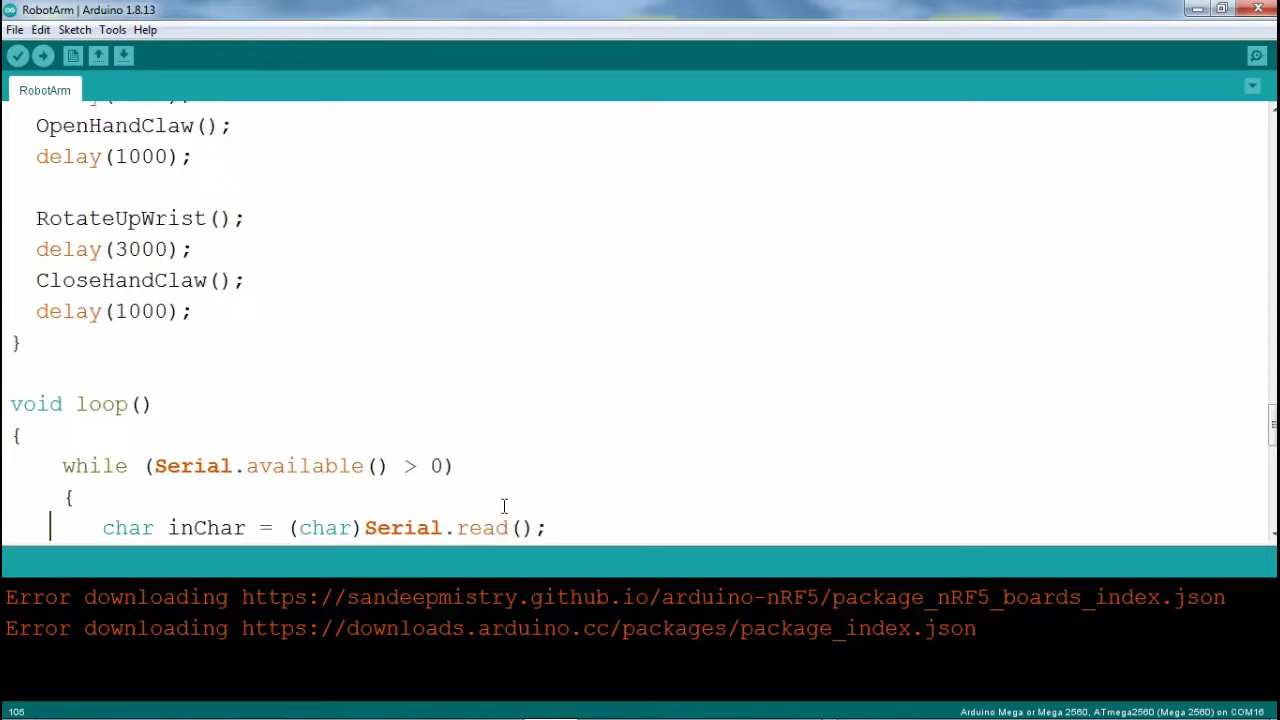 RobotArm | Arduino 1.8.13
File Edit Sketch Tools Help
RobotArm
OpenHandClaw();
delay(1000);
RotateUpWrist();
delay(3000);
CloseHandClaw();
delay(1000);
}
void loop()
{
while (Serial.available() > 0)
{
char inChar = (char)Serial.read();
Error downloading https://sandeepmistry.github.io/arduino-nRF5/package_nRF5_boards_index.json
Error downloading https://downloads.arduino.cc/packages/package_index.json
106 Arduino Mega or Mega 2560, ATmega2560 (Mega 2560) on COM16